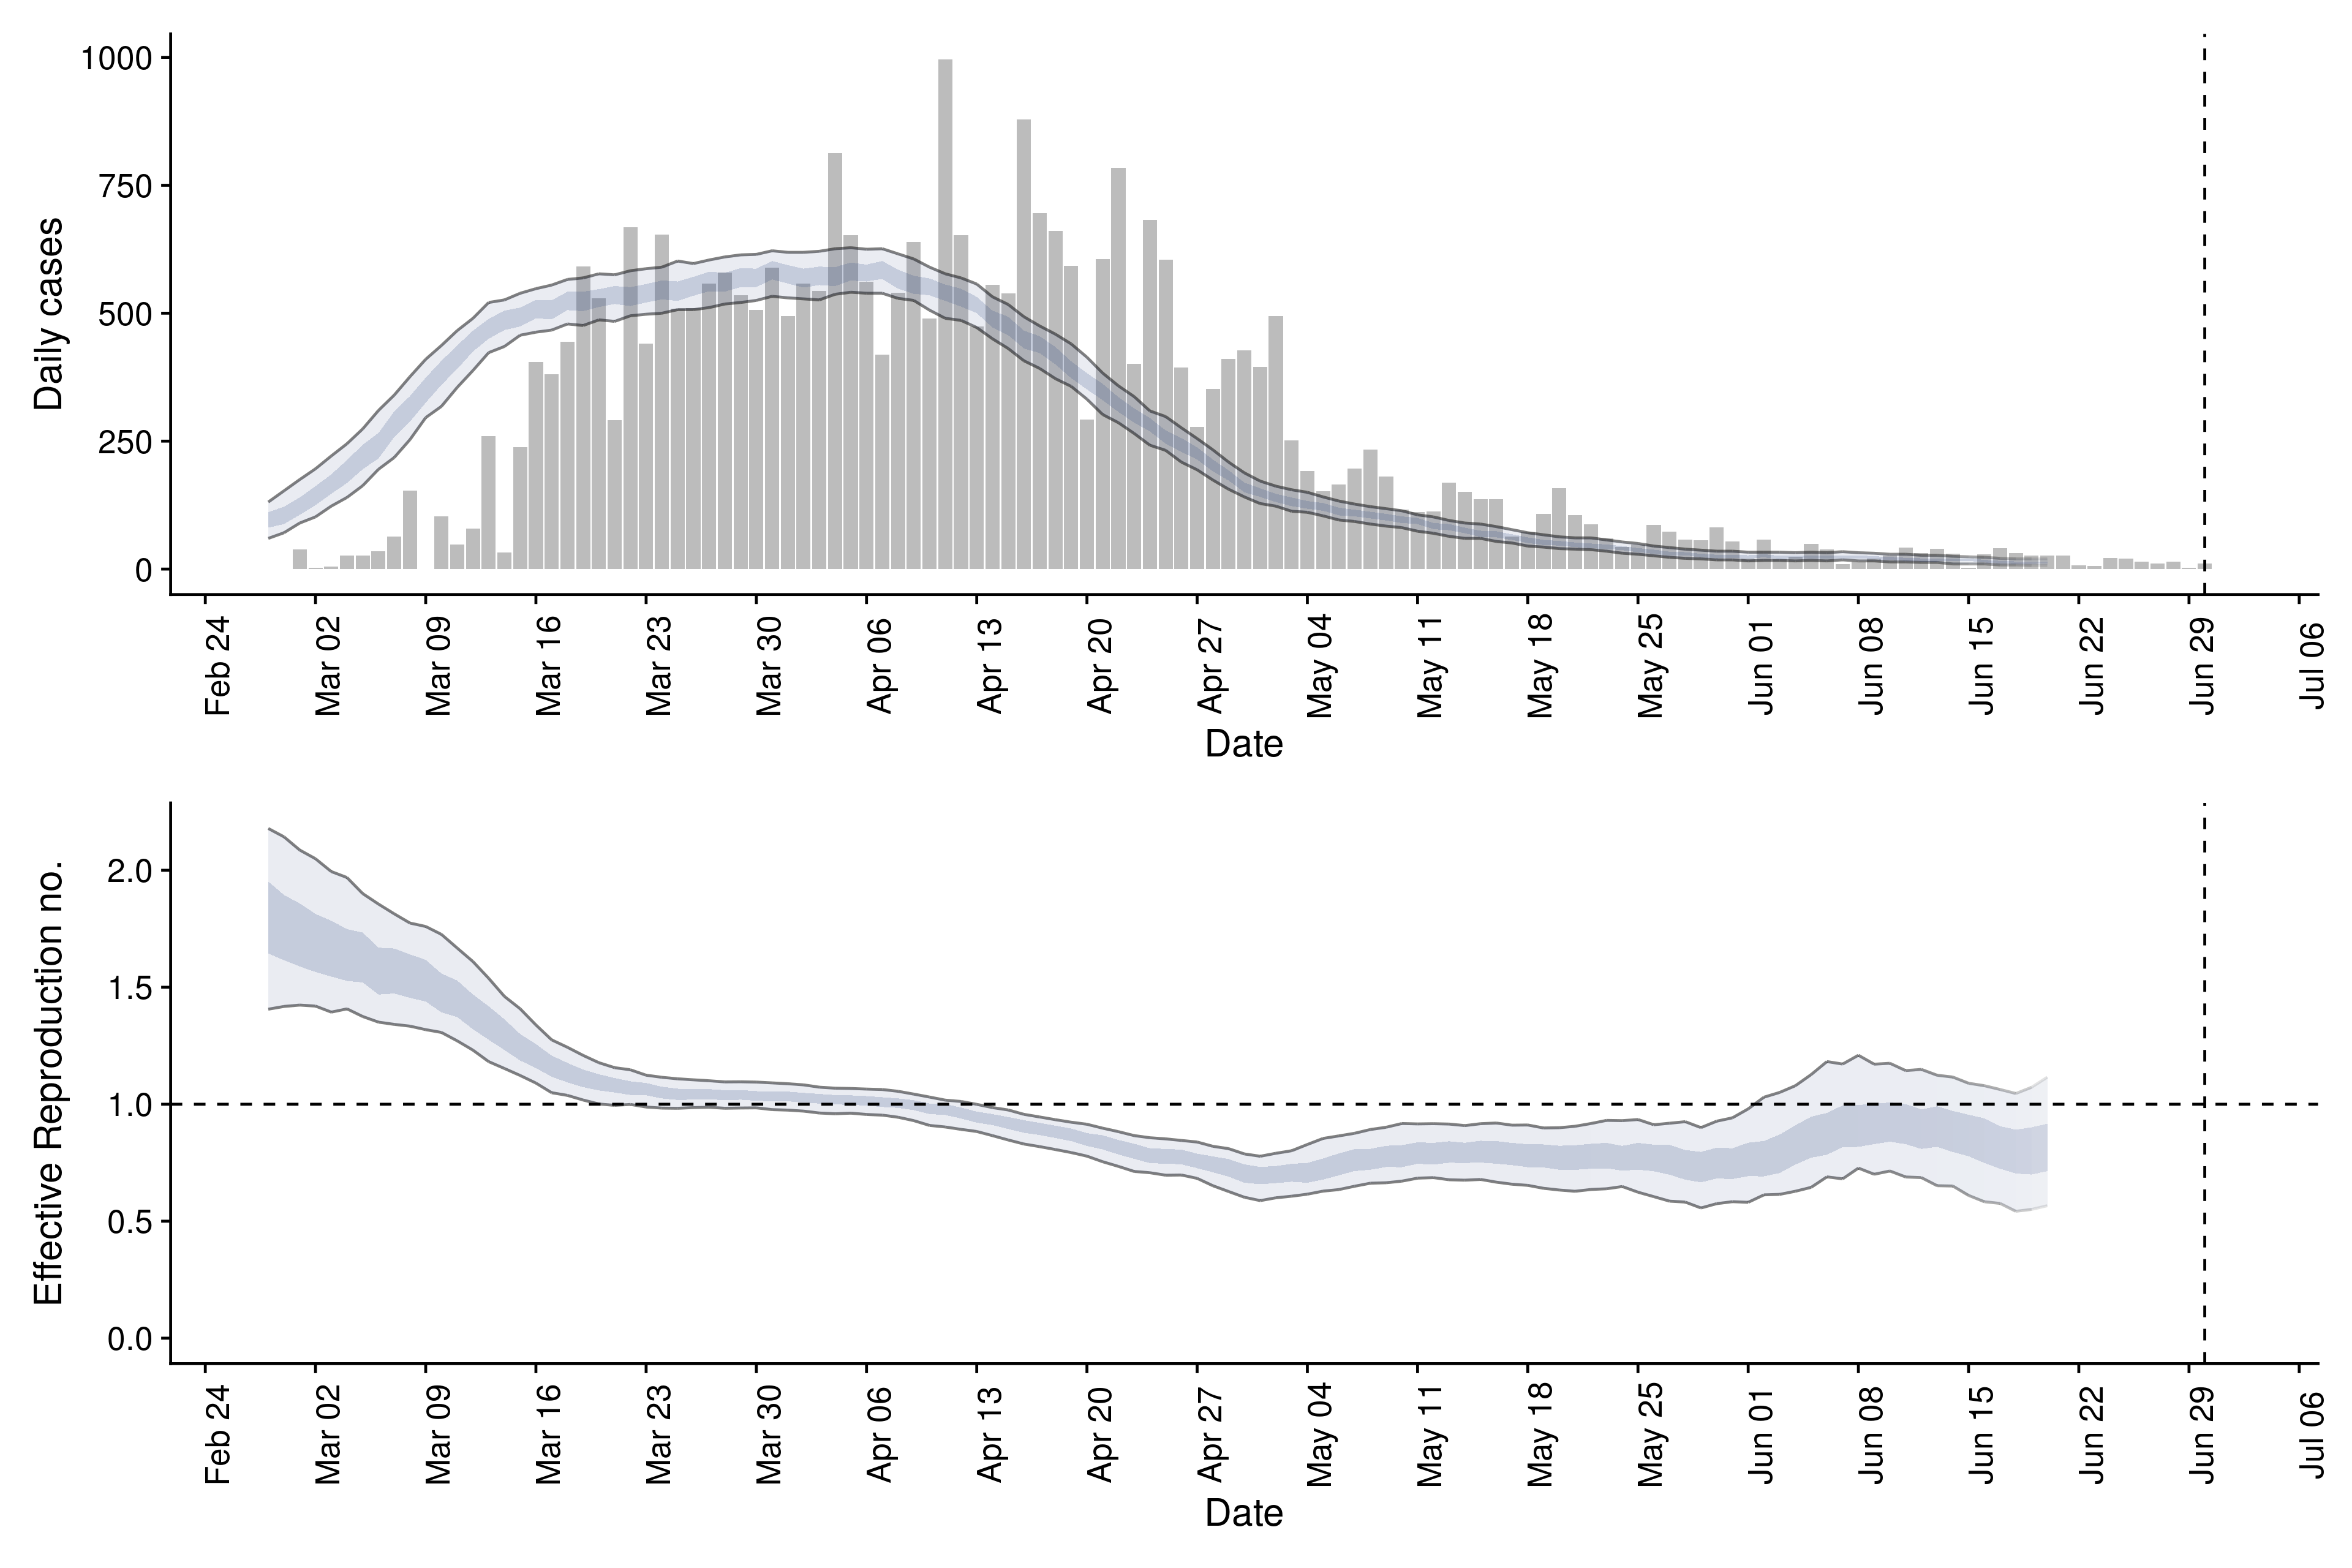 Daily cases
1000
750
500
250
0
Feb 24
Mar 02
Mar 09
Mar 16
Mar 23
Mar 30
Apr 06
Apr 13
Apr 20
Apr 27
May 04
May 11
May 18
May 25
Jun 01
Jun 08
Jun 15
Jun 22
Jun 29
Jul 06
Date
Effective Reproduction no.
2.0
1.5
1.0
0.5
0.0
Feb 24
Mar 02
Mar 09
Mar 16
Mar 23
Mar 30
Apr 06
Apr 13
Apr 20
Apr 27
May 04
May 11
May 18
May 25
Jun 01
Jun 08
Jun 15
Jun 22
Jun 29
Jul 06
Date